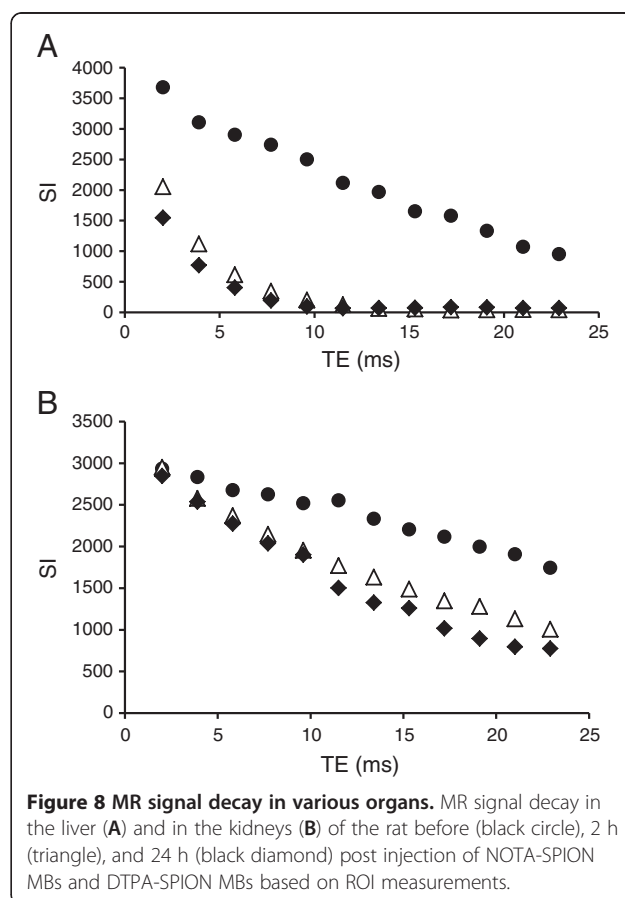 A
4000
3500
3000
2500
2000
1500
1000
500
0
SI
0 5 10 15 20 25
TE (ms)
B
3500
3000
2500
2000
1500
1000
500
0
SI
0 5 10 15 20 25
TE (ms)
Figure 8 MR signal decay in various organs. MR signal decay in
the liver (A) and in the kidneys (B) of the rat before (black circle), 2 h
(triangle), and 24 h (black diamond) post injection of NOTA-SPION
MBs and DTPA-SPION MBs based on ROI measurements.